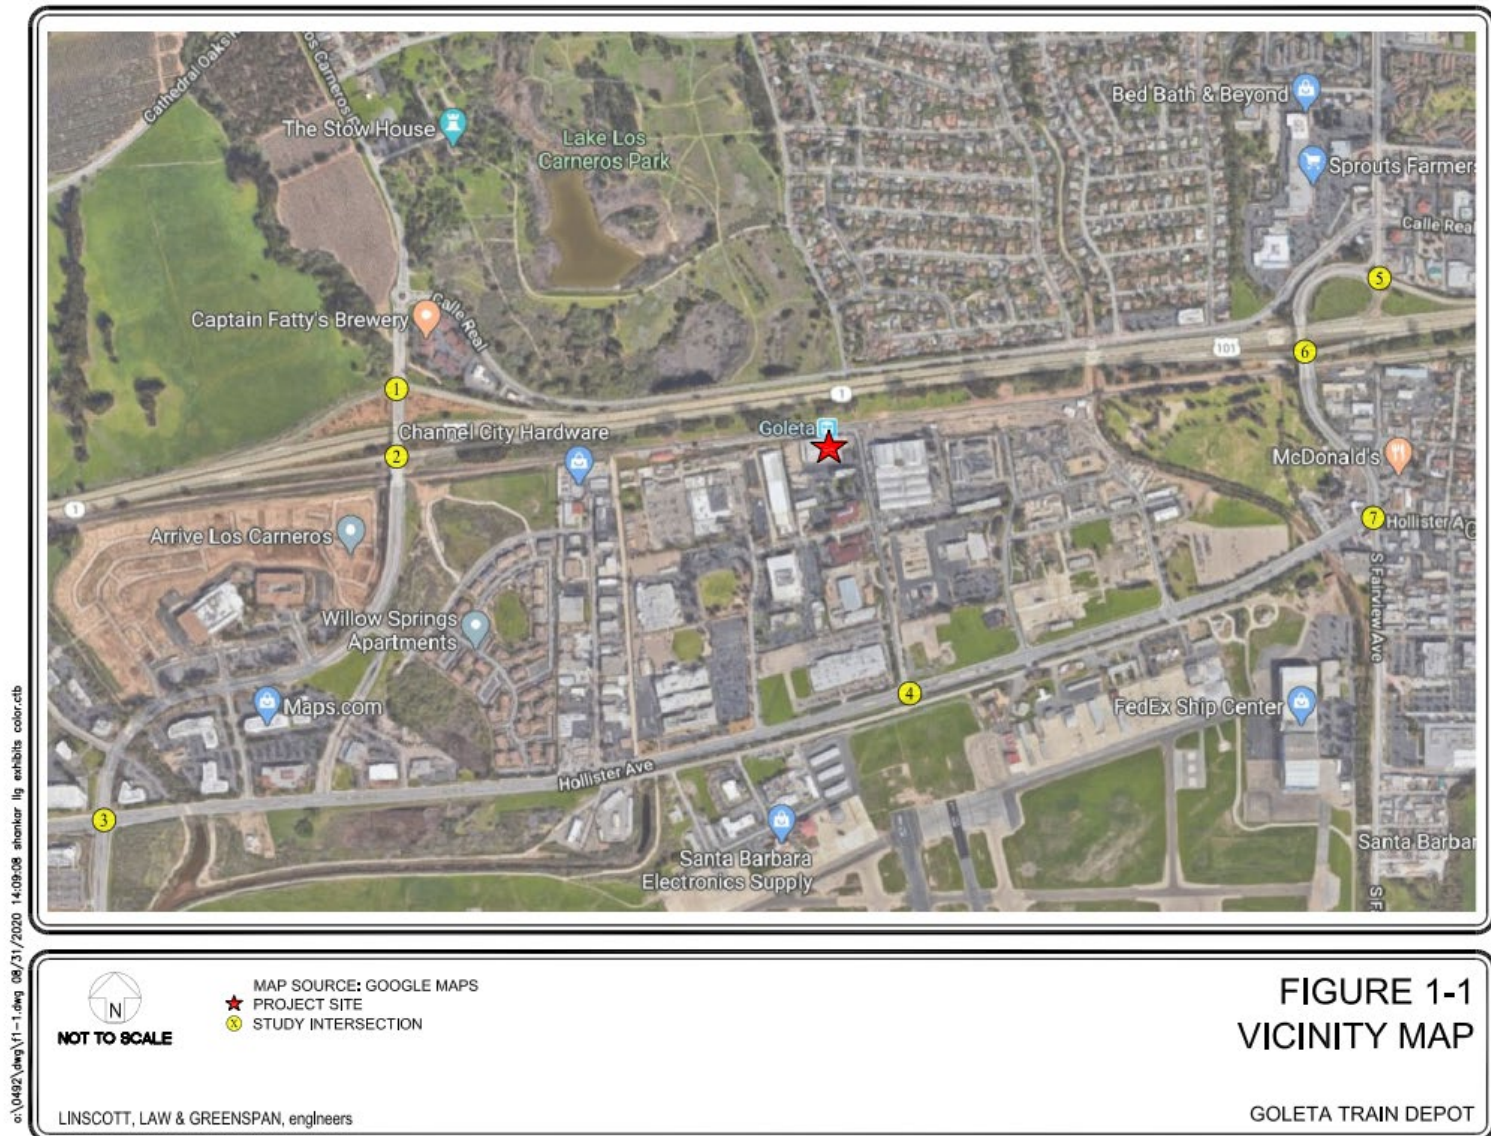 Cathedral Oaks
os Carneros
The Stow House
Lake Los
Carneros Park
Bed Bath & Beyond
Sprouts Farmers
Calle Real
5
Captain Fatty's Brewery
Calle Real
101
6
1
1
Channel City Hardware
Goleta
2
McDonald's
1
Arrive Los Carneros
7
Hollister A
Willow Springs
Apartments
S Fairview Ave
4
Maps.com
FedEx Ship Center
Hollister Ave
3
Santa Barbara
Electronics Supply
Santa Barbar
S F
o:\0492\dwg\f1-1.dwg 08/31/2020 14:09:08 shankar llg exhibits color.ctb
N
NOT TO SCALE
MAP SOURCE: GOOGLE MAPS
PROJECT SITE
X STUDY INTERSECTION
FIGURE 1-1
VICINITY MAP
LINSCOTT, LAW & GREENSPAN, engineers
GOLETA TRAIN DEPOT